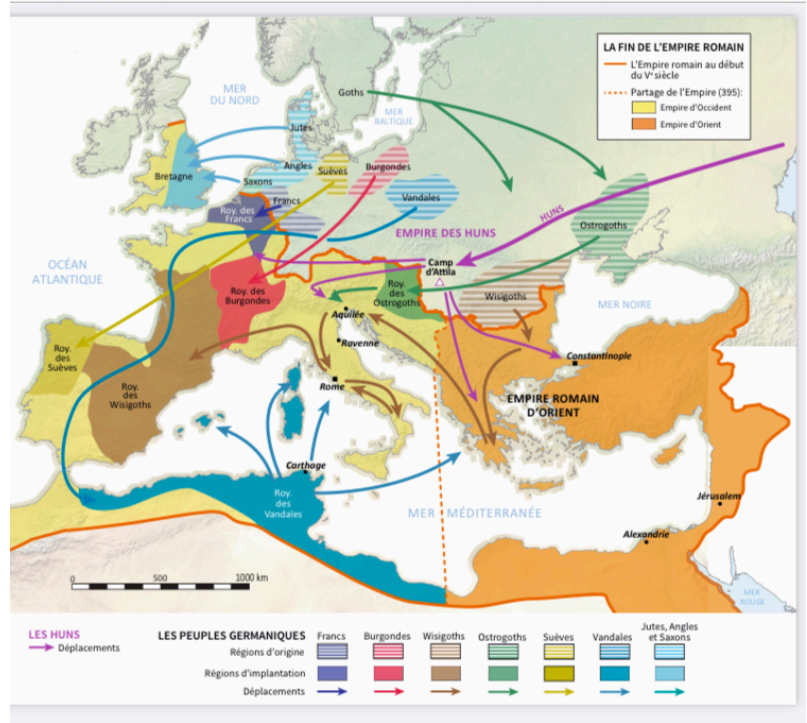 LA FIN DE L'EMPIRE ROMAIN
L'Empire romain au début
du Vᵉ siècle
Partage de l'Empire (395):
Empire d'Occident
Empire d'Orient
MER
DU NORD
Goths
MER
BALTIQUE
Jutes
Angles
Saxons
Bretagne
Suèves
Burgondes
Francs
Roy. des
Francs
Vandales
HUNS
EMPIRE DES HUNS
Ostrogoths
OCÉAN
ATLANTIQUE
Camp
d'Attila
Roy. des
Burgondes
Roy.
des
Ostrogoths
Wisigoths
MER NOIRE
Aquilée
Ravenne
Constantinople
Roy.
des
Suèves
Roy.
des
Wisigoths
Rome
EMPIRE ROMAIN
D'ORIENT
Carthage
Roy.
des
Vandales
MER MÉDITERRANÉE
Jérusalem
Alexandrie
MER
ROUGE
0 500 1000 km
LES HUNS
Déplacements
LES PEUPLES GERMANIQUES
Francs Burgondes Wisigoths Ostrogoths Suèves Vandales Jutes, Angles
et Saxons
Régions d'origine
Régions d'implantation
Déplacements